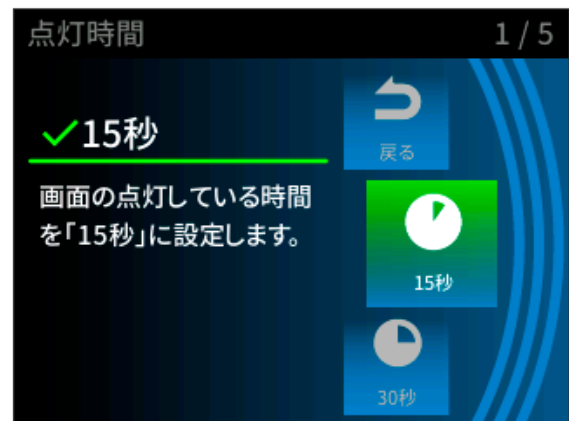 点灯時間
1 / 5
15秒
画面の点灯している時間
を「15秒」に設定します。
戻る
15秒
30秒